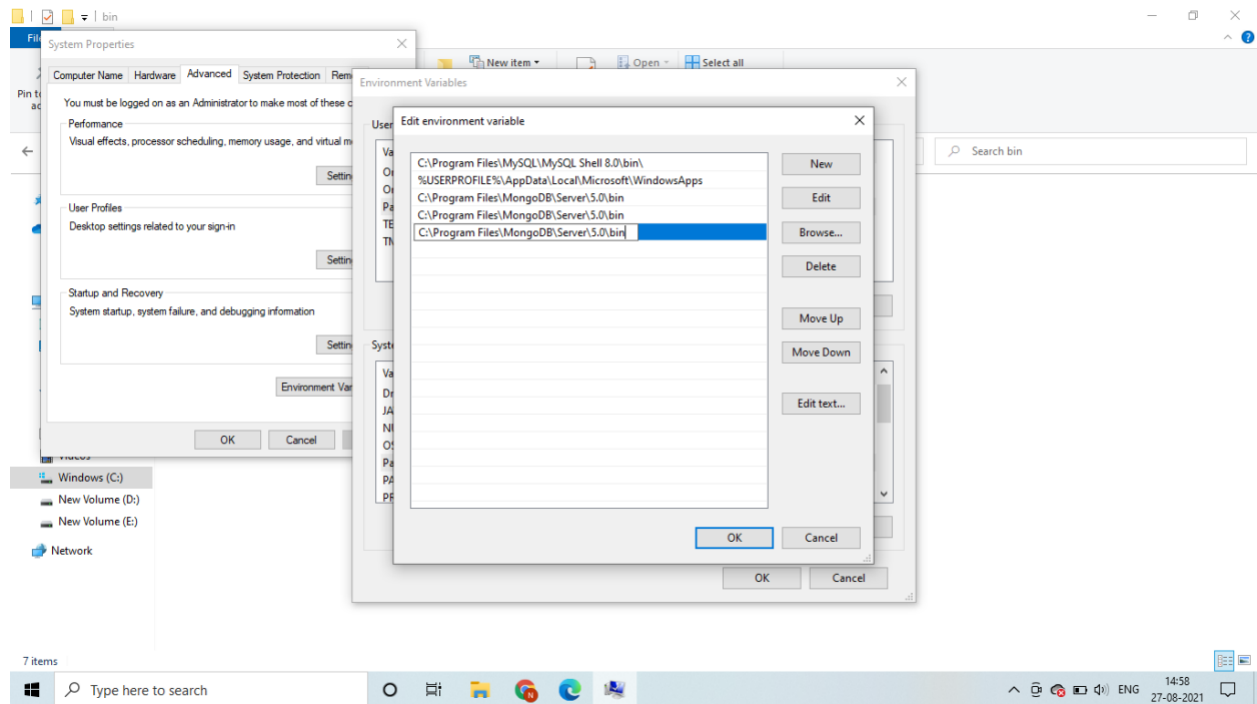 bin
File
System Properties
New item
Open
Select all
Computer Name Hardware Advanced System Protection
Environment Variables
Pin to
You must be logged on as an Administrator to make most of these
Performance
Visual effects, processor scheduling, memory usage, and virtual
User
Edit environment variable
Search bin
C:\Program Files\MySQL\MySQL Shell 8.0\bin\
New
%USERPROFILE%\AppData\Local\Microsoft\WindowsApps
C:\Program Files\MongoDB\Server\5.0\bin
Edit
C:\Program Files\MongoDB\Server\5.0\bin
C:\Program Files\MongoDB\Server\5.0\bin
Browse...
Delete
Move Up
Move Down
Edit text...
OK
Cancel
User Profiles
Desktop settings related to your sign-in
Startup and Recovery
System startup, system failure, and debugging information
OK
Cancel
OK
Cancel
Windows (C:)
New Volume (D:)
New Volume (E:)
Network
7 items
Type here to search
ENG
14:58
27-08-2021